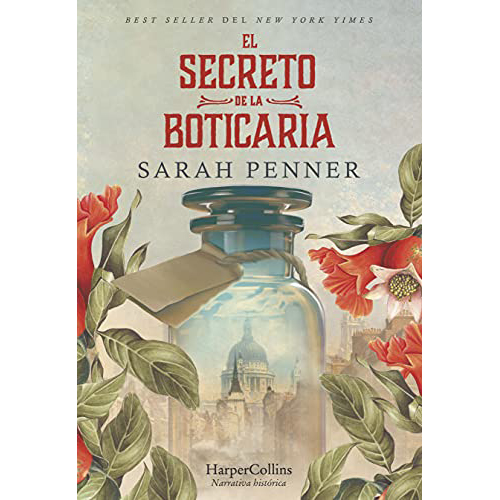 BEST SELLER DEL NEW YORK TIMES
EL
SECRETO
DE LA
BOTICARIA
SARAH PENNER
HarperCollins
Narrativa histórica